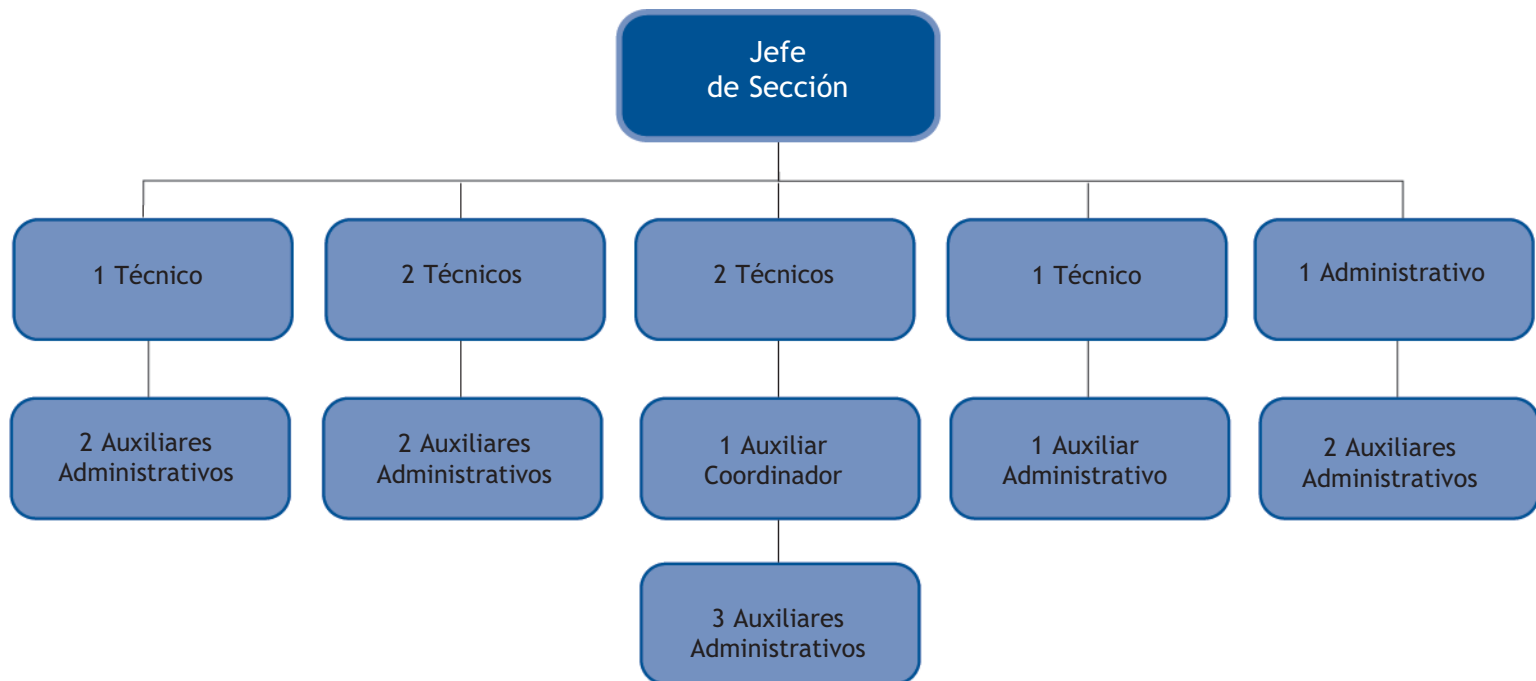 Jefe
de Sección
1 Técnico
2 Técnicos
2 Técnicos
1 Técnico
1 Administrativo
2 Auxiliares
Administrativos
2 Auxiliares
Administrativos
1 Auxiliar
Coordinador
1 Auxiliar
Administrativo
2 Auxiliares
Administrativos
3 Auxiliares
Administrativos